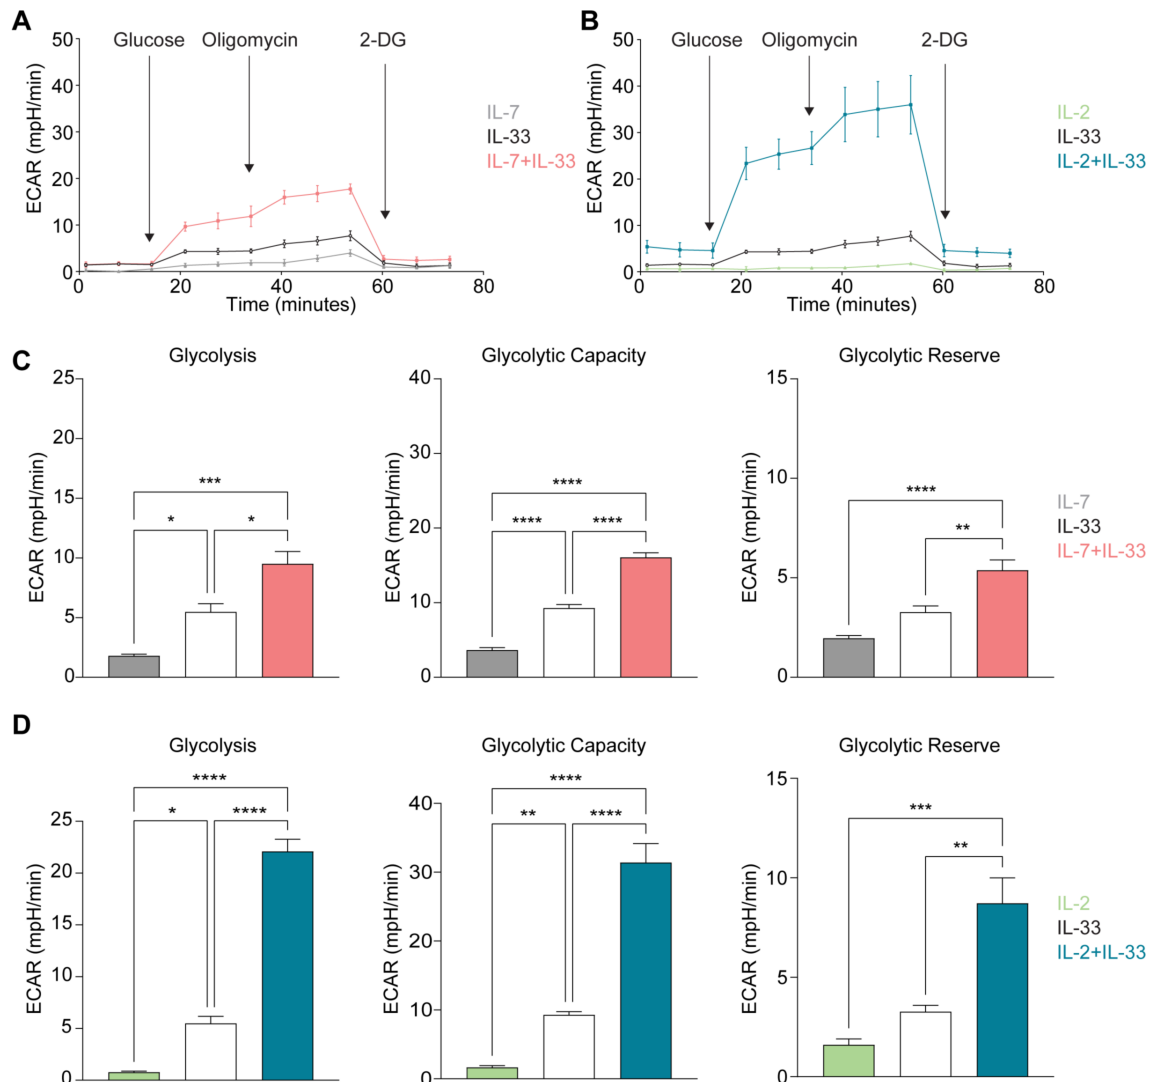 A
B
Glucose Oligomycin 2-DG
50
40
30
20
10
0
ECAR (mpH/min)
0 20 40 60 80
Time (minutes)
IL-7
IL-33
IL-7+IL-33
Glucose Oligomycin 2-DG
50
40
30
20
10
0
ECAR (mpH/min)
0 20 40 60 80
Time (minutes)
IL-2
IL-33
IL-2+IL-33
C
Glycolysis
25
20
15
10
5
0
ECAR (mpH/min)
***
* *
Glycolytic Capacity
40
30
20
10
0
ECAR (mpH/min)
****
**** ****
Glycolytic Reserve
15
10
5
0
ECAR (mpH/min)
****
**
IL-7
IL-33
IL-7+IL-33
D
Glycolysis
25
20
15
10
5
0
ECAR (mpH/min)
****
* ****
Glycolytic Capacity
40
30
20
10
0
ECAR (mpH/min)
****
** ****
Glycolytic Reserve
15
10
5
0
ECAR (mpH/min)
***
**
IL-2
IL-33
IL-2+IL-33